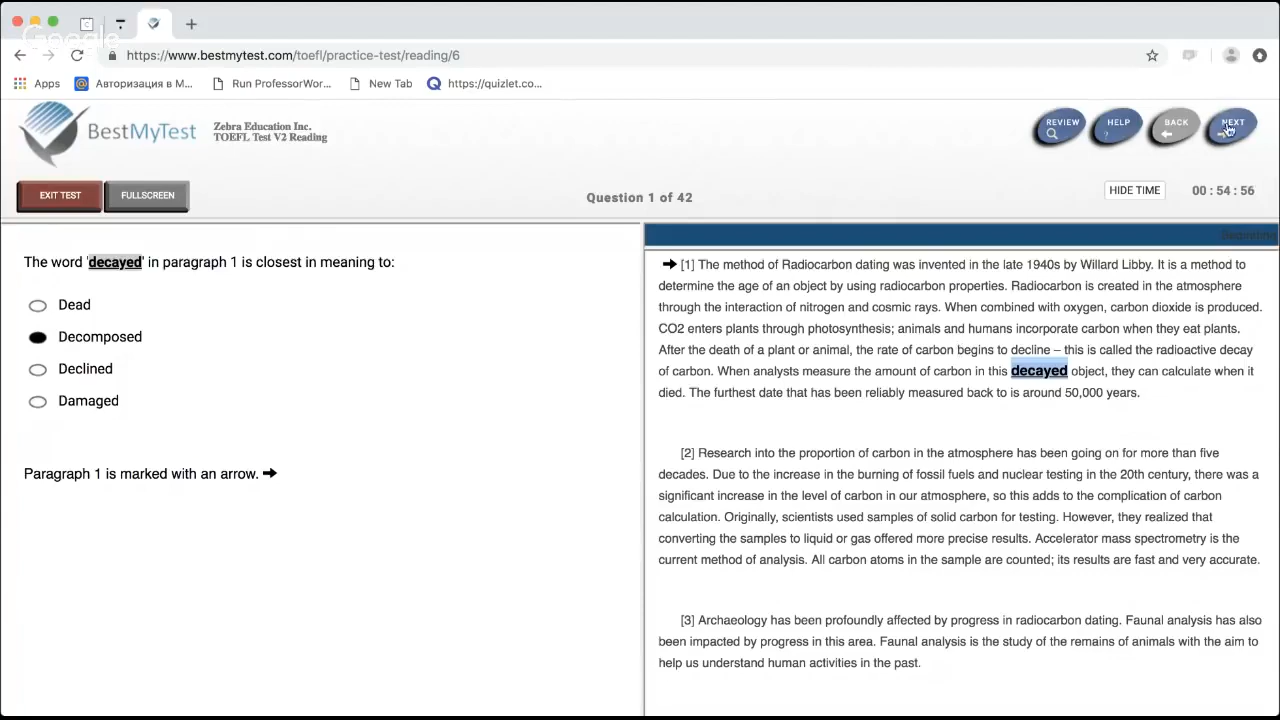 Google
https://www.bestmytest.com/toefl/practice-test/reading/6
Apps Авторизация в М... Run ProfessorWor... New Tab https://quizlet.co...
BestMyTest
Zebra Education Inc.
TOEFL Test V2 Reading
REVIEW HELP ? BACK NEXT
EXIT TEST FULLSCREEN Question 1 of 42 HIDE TIME 00 : 54 : 56
The word 'decayed' in paragraph 1 is closest in meaning to:
Dead
Decomposed
Declined
Damaged
Paragraph 1 is marked with an arrow. ➔
➔ [1] The method of Radiocarbon dating was invented in the late 1940s by Willard Libby. It is a method to
determine the age of an object by using radiocarbon properties. Radiocarbon is created in the atmosphere
through the interaction of nitrogen and cosmic rays. When combined with oxygen, carbon dioxide is produced.
CO2 enters plants through photosynthesis; animals and humans incorporate carbon when they eat plants.
After the death of a plant or animal, the rate of carbon begins to decline – this is called the radioactive decay
of carbon. When analysts measure the amount of carbon in this decayed object, they can calculate when it
died. The furthest date that has been reliably measured back to is around 50,000 years.
[2] Research into the proportion of carbon in the atmosphere has been going on for more than five
decades. Due to the increase in the burning of fossil fuels and nuclear testing in the 20th century, there was a
significant increase in the level of carbon in our atmosphere, so this adds to the complication of carbon
calculation. Originally, scientists used samples of solid carbon for testing. However, they realized that
converting the samples to liquid or gas offered more precise results. Accelerator mass spectrometry is the
current method of analysis. All carbon atoms in the sample are counted; its results are fast and very accurate.
[3] Archaeology has been profoundly affected by progress in radiocarbon dating. Faunal analysis has also
been impacted by progress in this area. Faunal analysis is the study of the remains of animals with the aim to
help us understand human activities in the past.